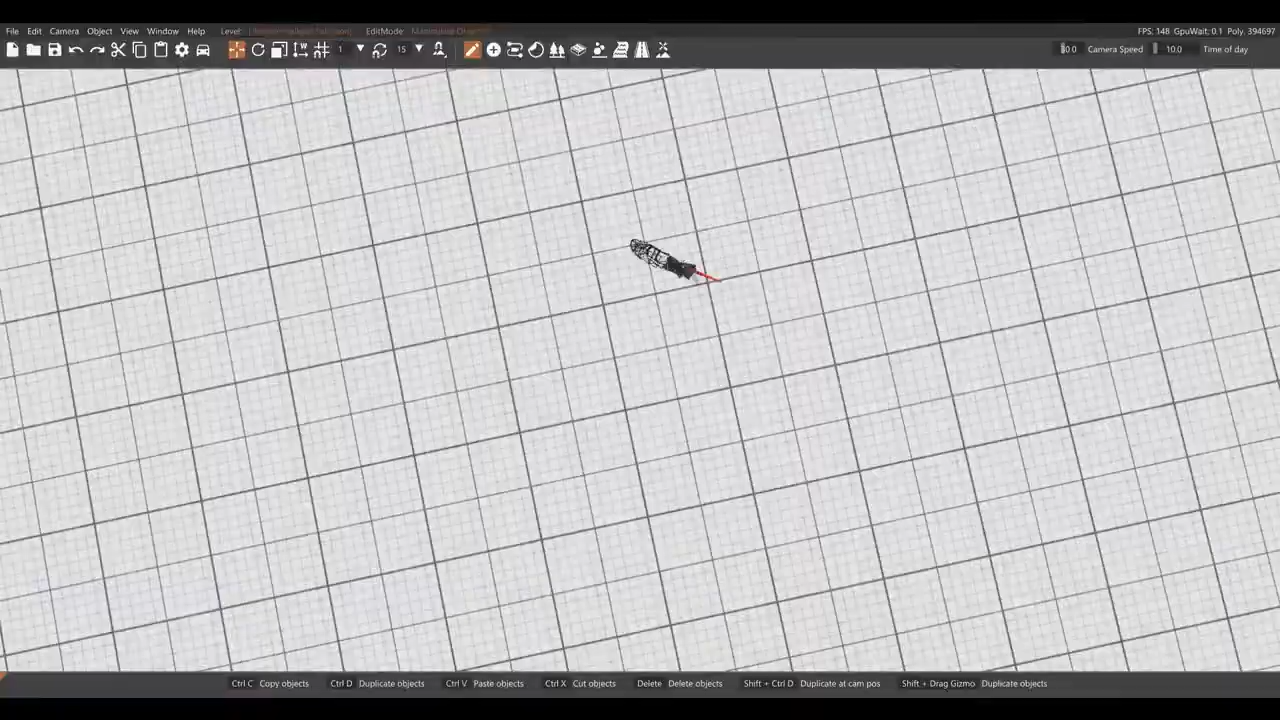 File Edit Camera Object View Window Help Level: EditMode: FPS: 148 GpuWait: 0.1 Poly. 394697
1 15 0.0 Camera Speed 10.0 Time of day
Ctrl C Copy objects Ctrl D Duplicate objects Ctrl V Paste objects Ctrl X Cut objects Delete Delete objects Shift + Ctrl D Duplicate at cam pos Shift + Drag Gizmo Duplicate objects